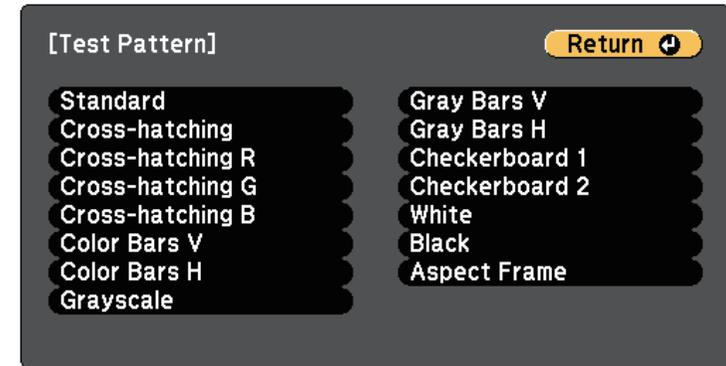 [Test Pattern]
Return
Standard
Cross-hatching
Cross-hatching R
Cross-hatching G
Cross-hatching B
Color Bars V
Color Bars H
Grayscale
Gray Bars V
Gray Bars H
Checkerboard 1
Checkerboard 2
White
Black
Aspect Frame